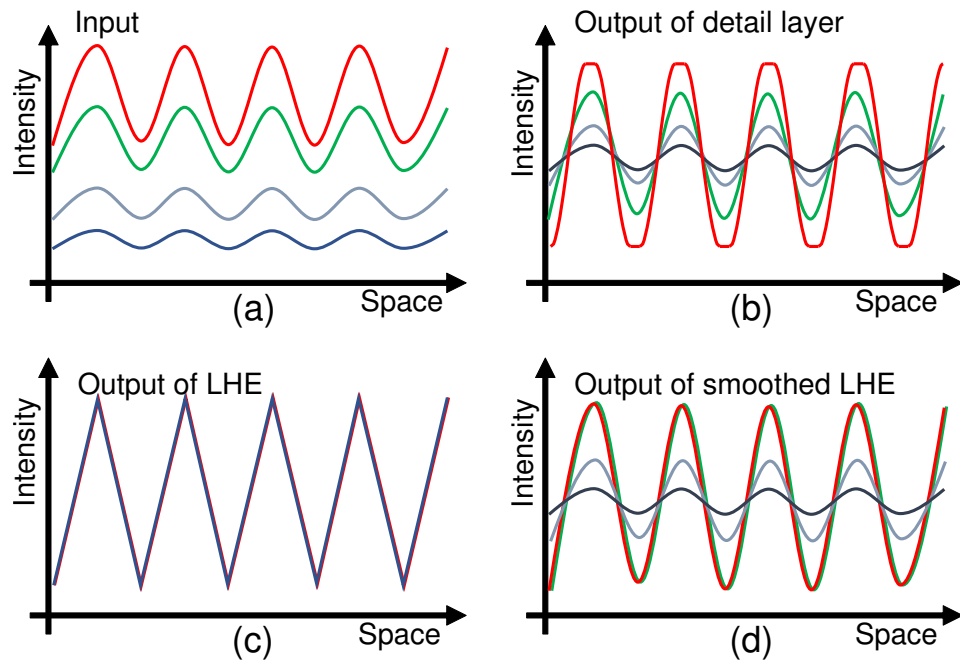 Input
Intensity
Space
(a)
Output of detail layer
Intensity
Space
(b)
Output of LHE
Intensity
Space
(c)
Output of smoothed LHE
Intensity
Space
(d)